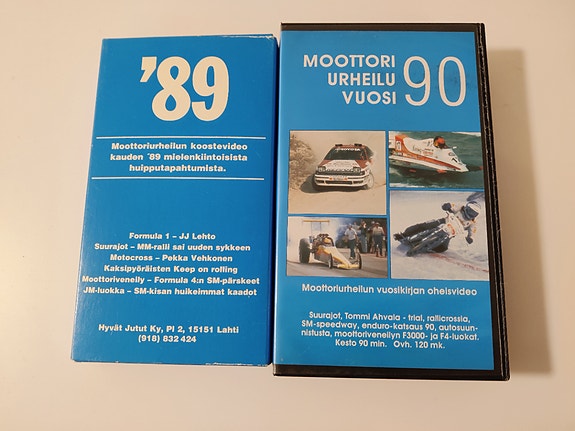 '89
Moottoriurheilun koostevideo
kauden ´89 mielenkiintoisista
huipputapahtumista.
Formula 1 – JJ Lehto
Suurajot – MM-ralli sai uuden sykkeen
Motocross – Pekka Vehkonen
Kaksipyöräisten Keep on rolling
Moottoriveneily – Formula 4:n SM-pärskeet
JM-luokka – SM-kisan huikeimmat kaadot
Hyvät Jutut Ky, Pl 2, 15151 Lahti
(918) 832 424
MOOTTORI
URHEILU
VUOSI
90
Moottoriurheilun vuosikirjan oheisvideo
Suurajot, Tommi Ahvala - trial, rallicrossia,
SM-speedway, enduro-katsaus 90, autosuun-
nistusta, moottoriveneilyn F3000- ja F4-luokat.
Kesto 90 min. Ovh. 120 mk.